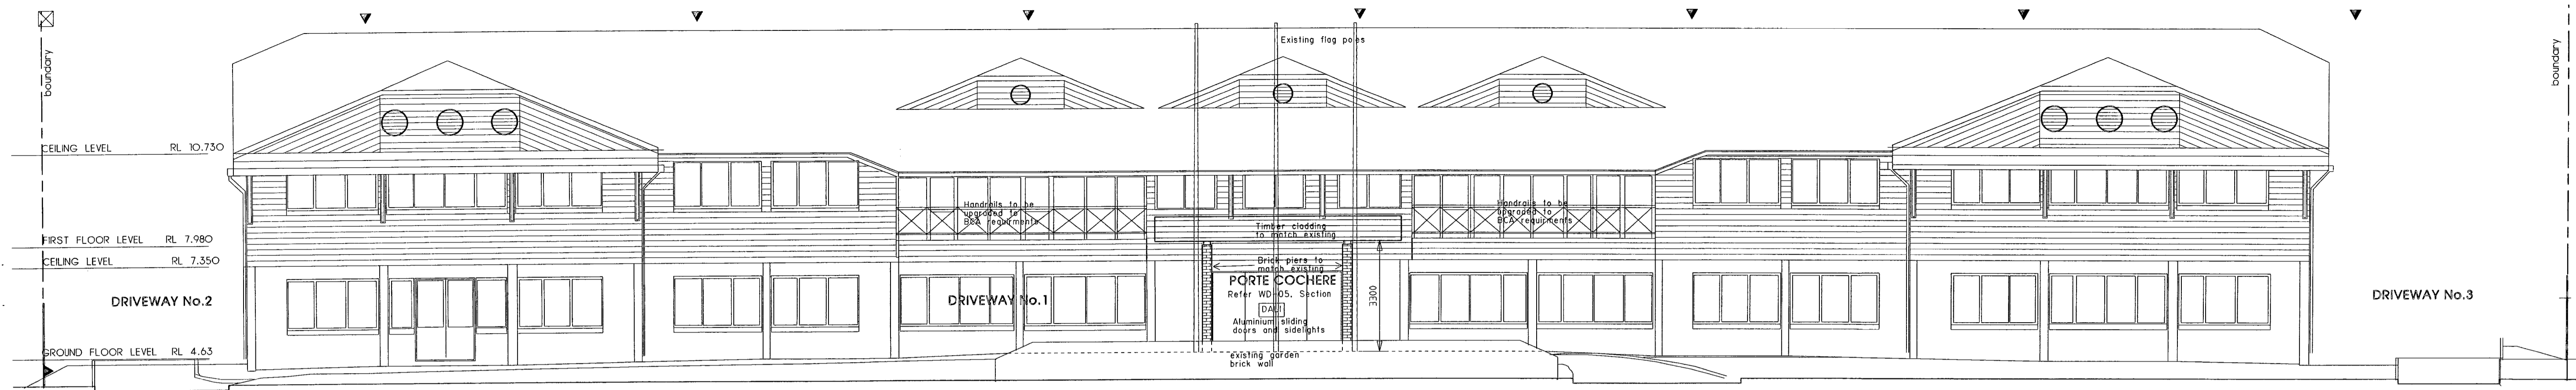 boundary
Existing flag poles
boundary
CEILING LEVEL RL 10.730
Handrails to be
upgraded to
BCA requirments
Handrails to be
upgraded to
BCA requirments
Timber cladding
to match existing
FIRST FLOOR LEVEL RL 7.980
CEILING LEVEL RL 7.350
Brick piers to
match existing
PORTE COCHERE
Refer WD-05. Section
DRIVEWAY No.2
DRIVEWAY No.1
3300
DRIVEWAY No.3
Aluminium sliding
doors and sidelights
GROUND FLOOR LEVEL RL 4.63
existing garden
brick wall